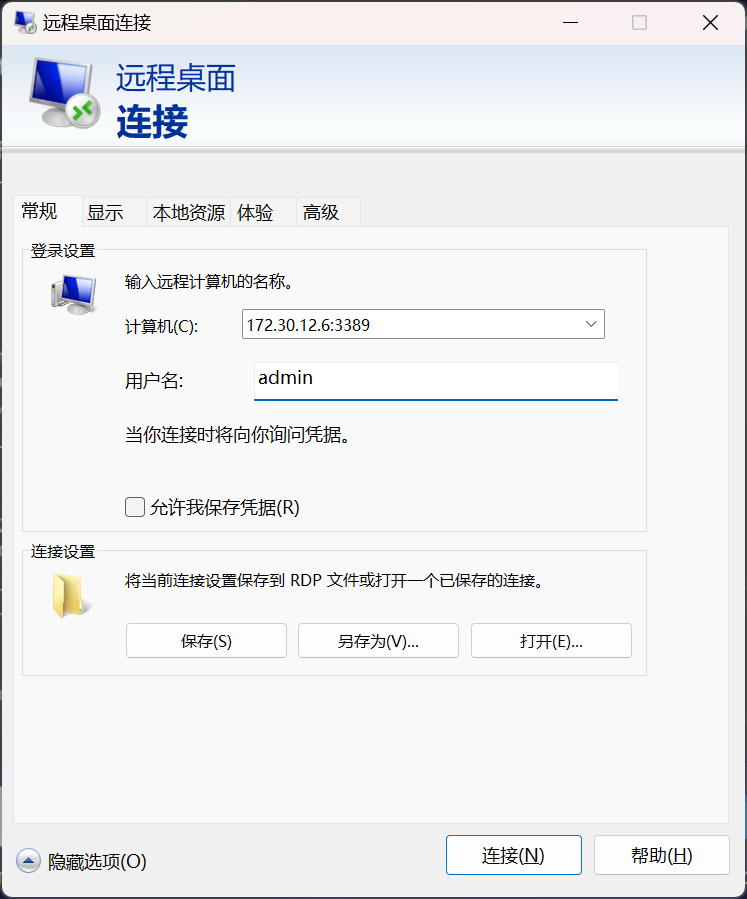 远程桌面连接
远程桌面
连接
常规 显示 本地资源 体验 高级
登录设置
输入远程计算机的名称。
计算机(C): 172.30.12.6:3389
用户名: admin
当你连接时将向你询问凭据。
允许我保存凭据(R)
连接设置
将当前连接设置保存到 RDP 文件或打开一个已保存的连接。
保存(S) 另存为(V)... 打开(E)...
隐藏选项(O) 连接(N) 帮助(H)